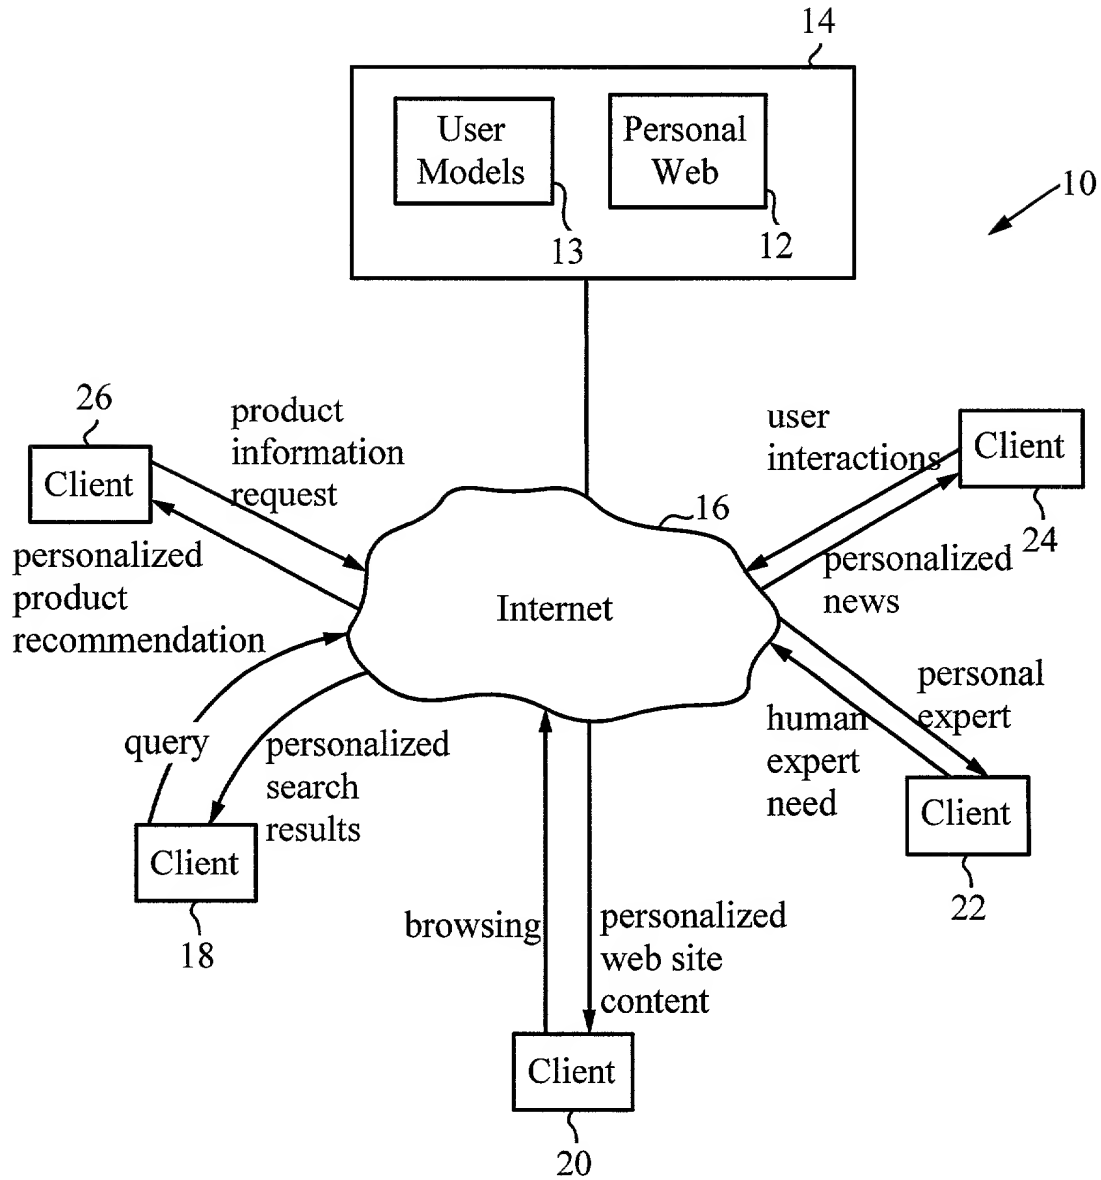 14
User
Models
13
Personal
Web
12
10
26
Client
product
information
request
personalized
product
recommendation
user
interactions
Client
24
personalized
news
16
Internet
query
personalized
search
results
Client
18
human
expert
need
personal
expert
Client
22
browsing
personalized
web site
content
Client
20